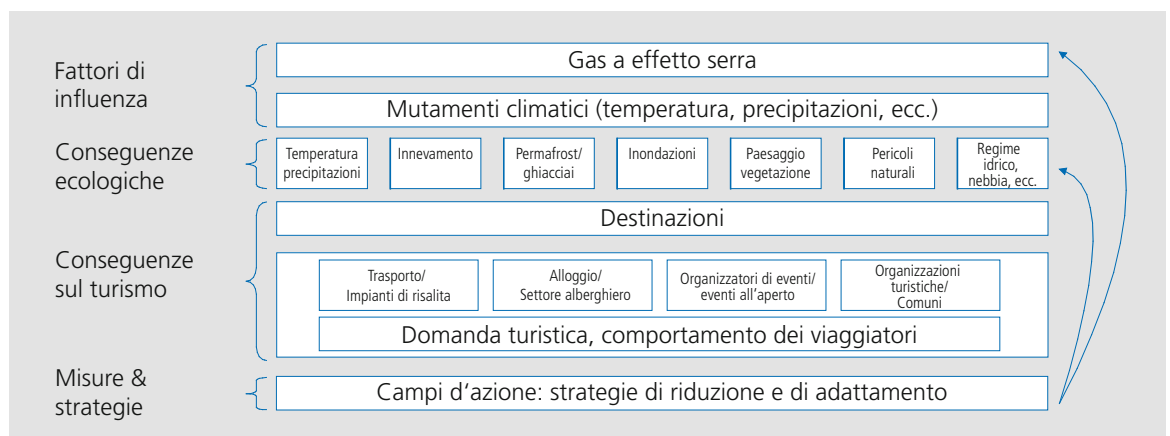 Fattori di
influenza
Gas a effetto serra
Mutamenti climatici (temperatura, precipitazioni, ecc.)
Conseguenze
ecologiche
Temperatura
precipitazioni
Innevamento
Permafrost/
ghiacciai
Inondazioni
Paesaggio
vegetazione
Pericoli
naturali
Regime
idrico,
nebbia, ecc.
Conseguenze
sul turismo
Destinazioni
Trasporto/
Impianti di risalita
Alloggio/
Settore alberghiero
Organizzatori di eventi/
eventi all'aperto
Organizzazioni
turistiche/
Comuni
Domanda turistica, comportamento dei viaggiatori
Misure &
strategie
Campi d'azione: strategie di riduzione e di adattamento